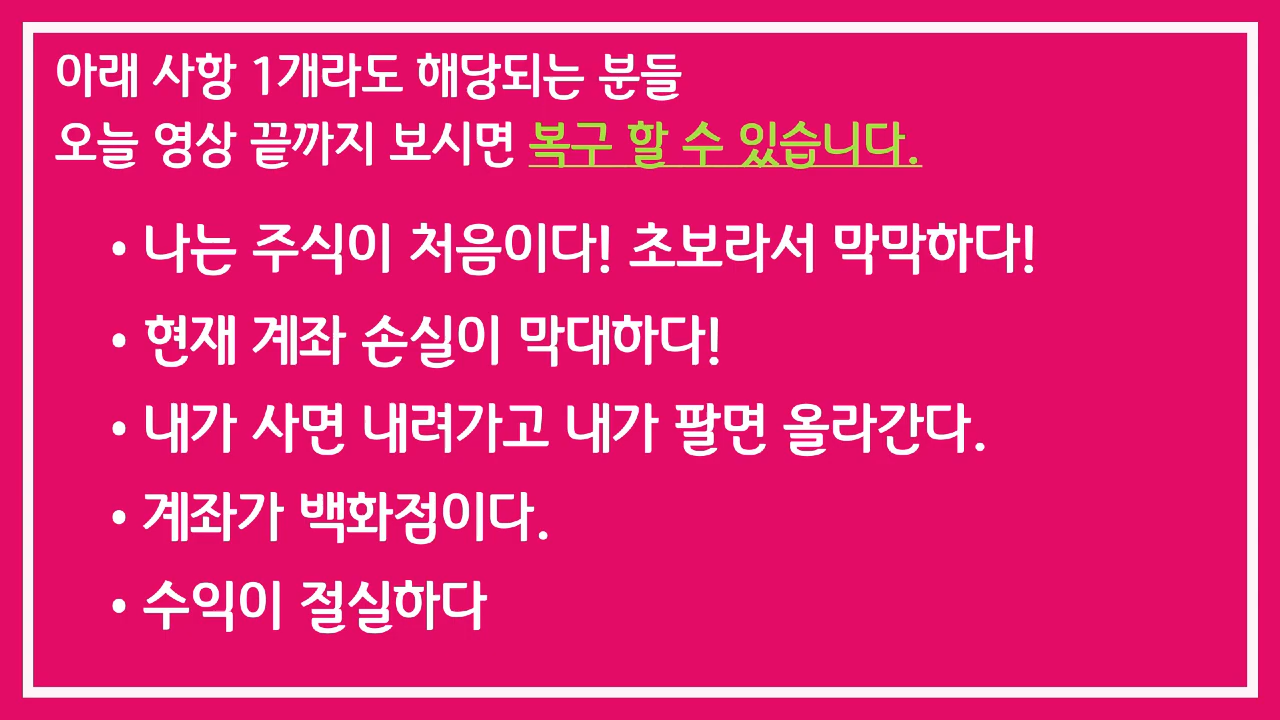 아래 사항 1개라도 해당되는 분들
오늘 영상 끝까지 보시면 복구 할 수 있습니다.
• 나는 주식이 처음이다! 초보라서 막막하다!
• 현재 계좌 손실이 막대하다!
• 내가 사면 내려가고 내가 팔면 올라간다.
• 계좌가 백화점이다.
• 수익이 절실하다